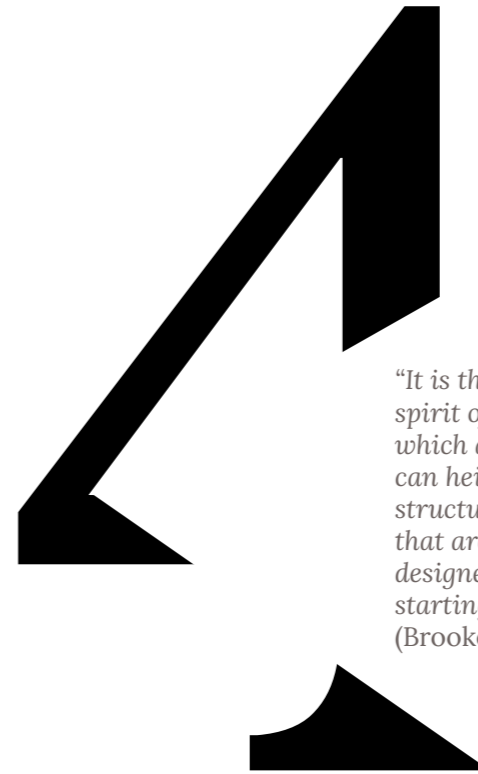 4
“It is th
spirit o
which
can hei
structu
that ar
designe
startin
(Brook